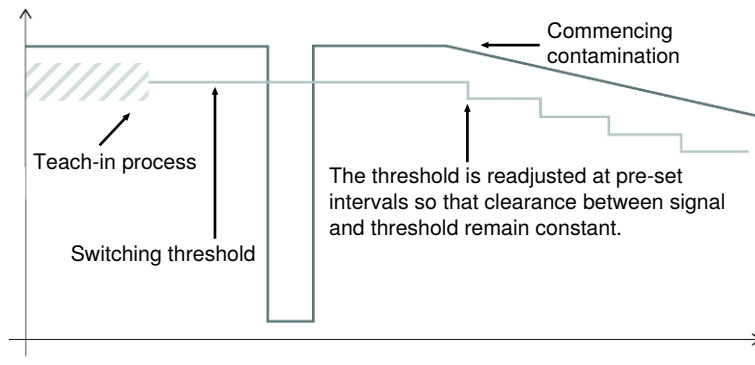 Commencing
contamination
Teach-in process
The threshold is readjusted at pre-set
intervals so that clearance between signal
and threshold remain constant.
Switching threshold